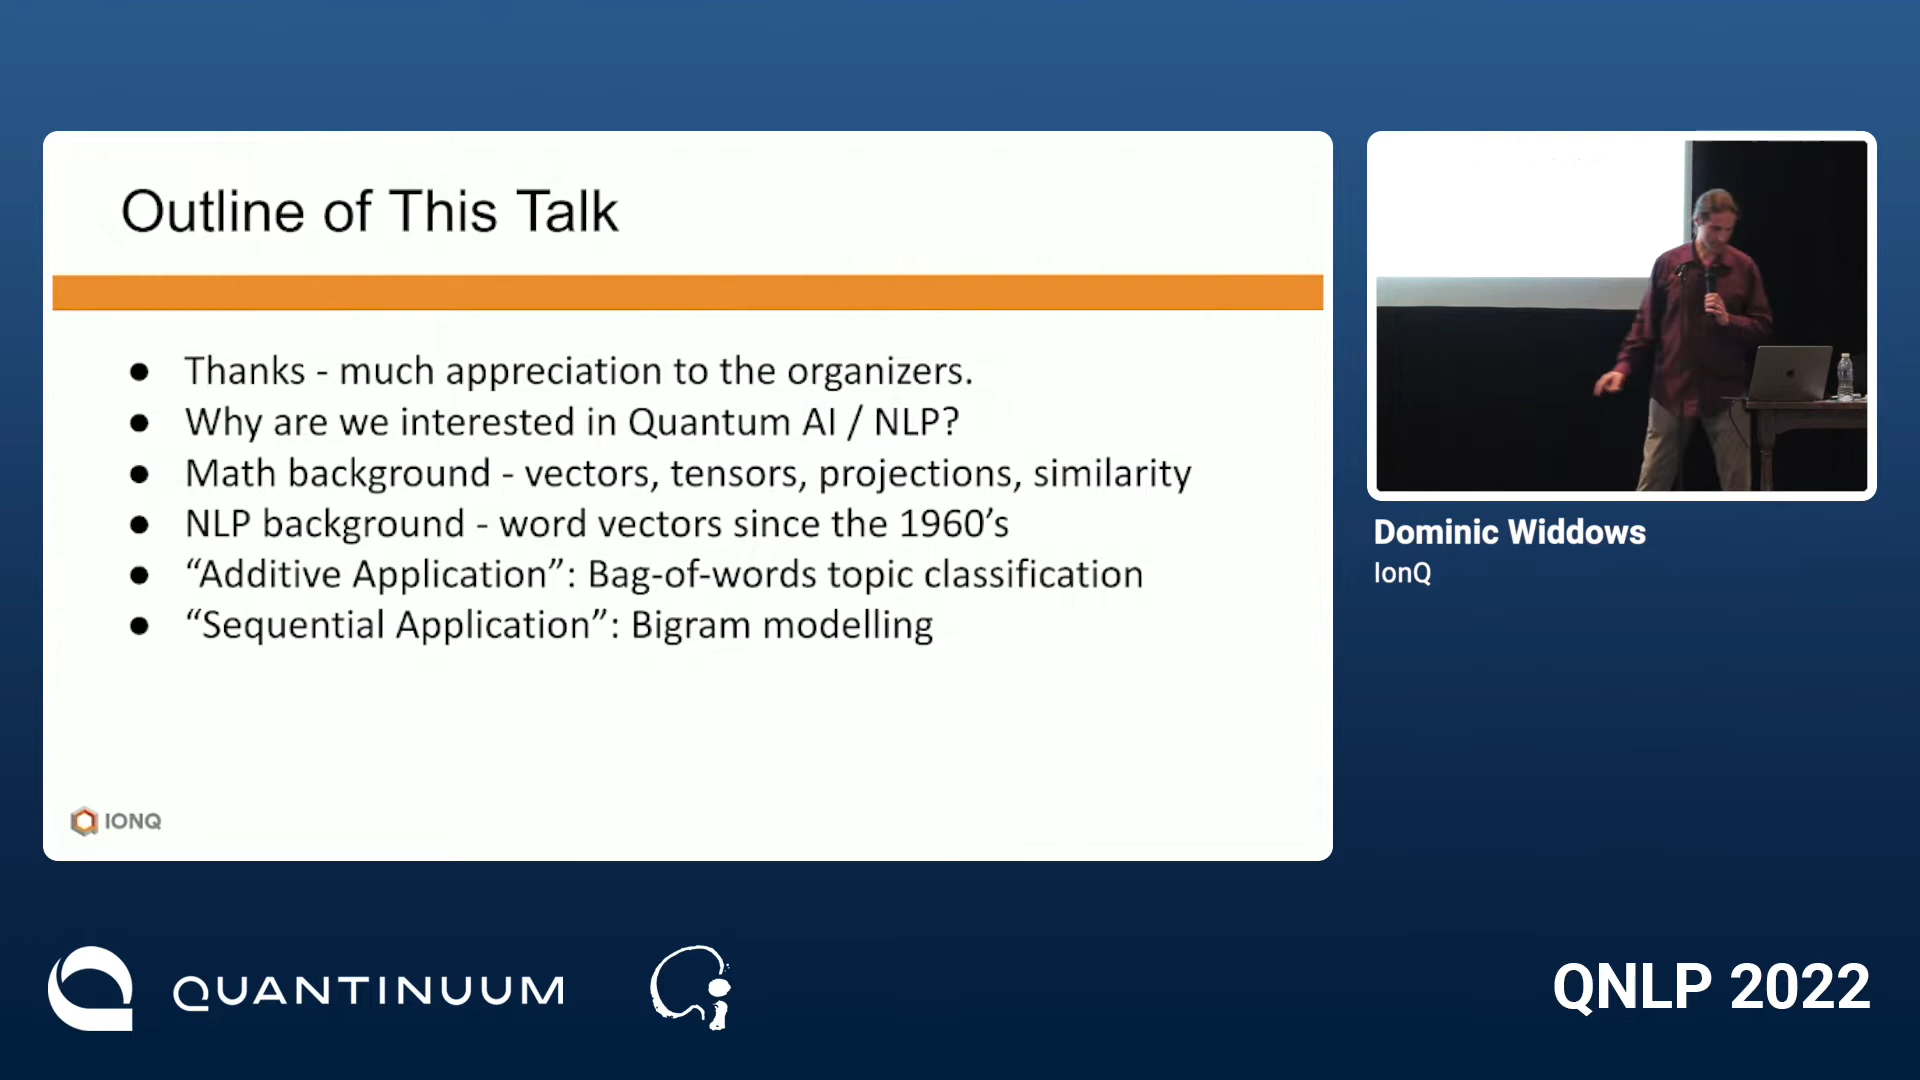 Outline of This Talk
● Thanks - much appreciation to the organizers.
● Why are we interested in Quantum AI / NLP?
● Math background - vectors, tensors, projections, similarity
● NLP background - word vectors since the 1960’s
● “Additive Application”: Bag-of-words topic classification
● “Sequential Application”: Bigram modelling
IONQ
Dominic Widdows
IonQ
QUANTINUUM
QNLP 2022